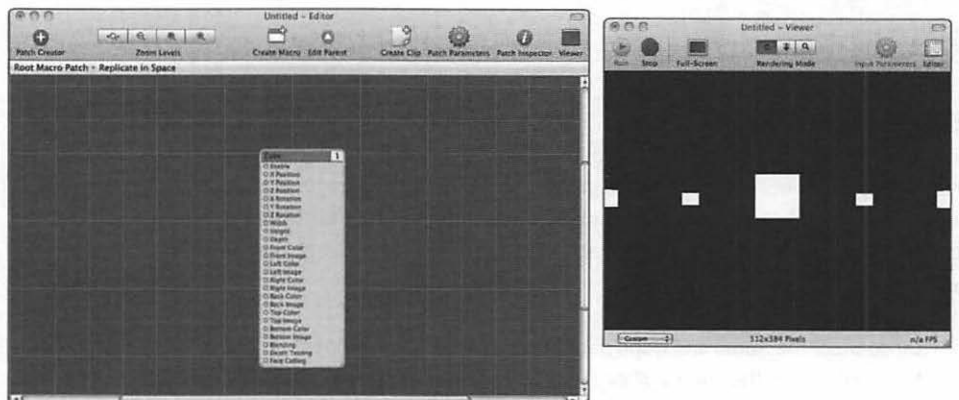 Untitled – Editor
Patch Creator
Zoom Levels
Create Macro
Edit Parent
Create Clip
Patch Parameters
Patch Inspector
Viewer
Root Macro Patch
Replicate in Space
Cube
1
Enable
X Position
Y Position
Z Position
X Rotation
Y Rotation
Z Rotation
Width
Height
Depth
Front Color
Front Image
Left Color
Left Image
Right Color
Right Image
Back Color
Back Image
Top Color
Top Image
Bottom Color
Bottom Image
Blending
Depth Testing
Face Culling
Untitled – Viewer
Run
Stop
Full-Screen
Rendering Mode
Input Parameters
Editor
Custom
512x384 Pixels
n/a FPS